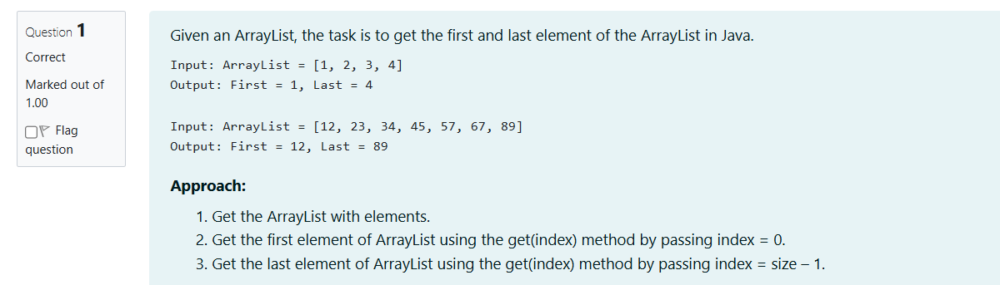 Question 1
Correct
Marked out of
1.00
Flag
question
Given an ArrayList, the task is to get the first and last element of the ArrayList in Java.
Input: ArrayList = [1, 2, 3, 4]
Output: First = 1, Last = 4
Input: ArrayList = [12, 23, 34, 45, 57, 67, 89]
Output: First = 12, Last = 89
Approach:
1. Get the ArrayList with elements.
2. Get the first element of ArrayList using the get(index) method by passing index = 0.
3. Get the last element of ArrayList using the get(index) method by passing index = size – 1.